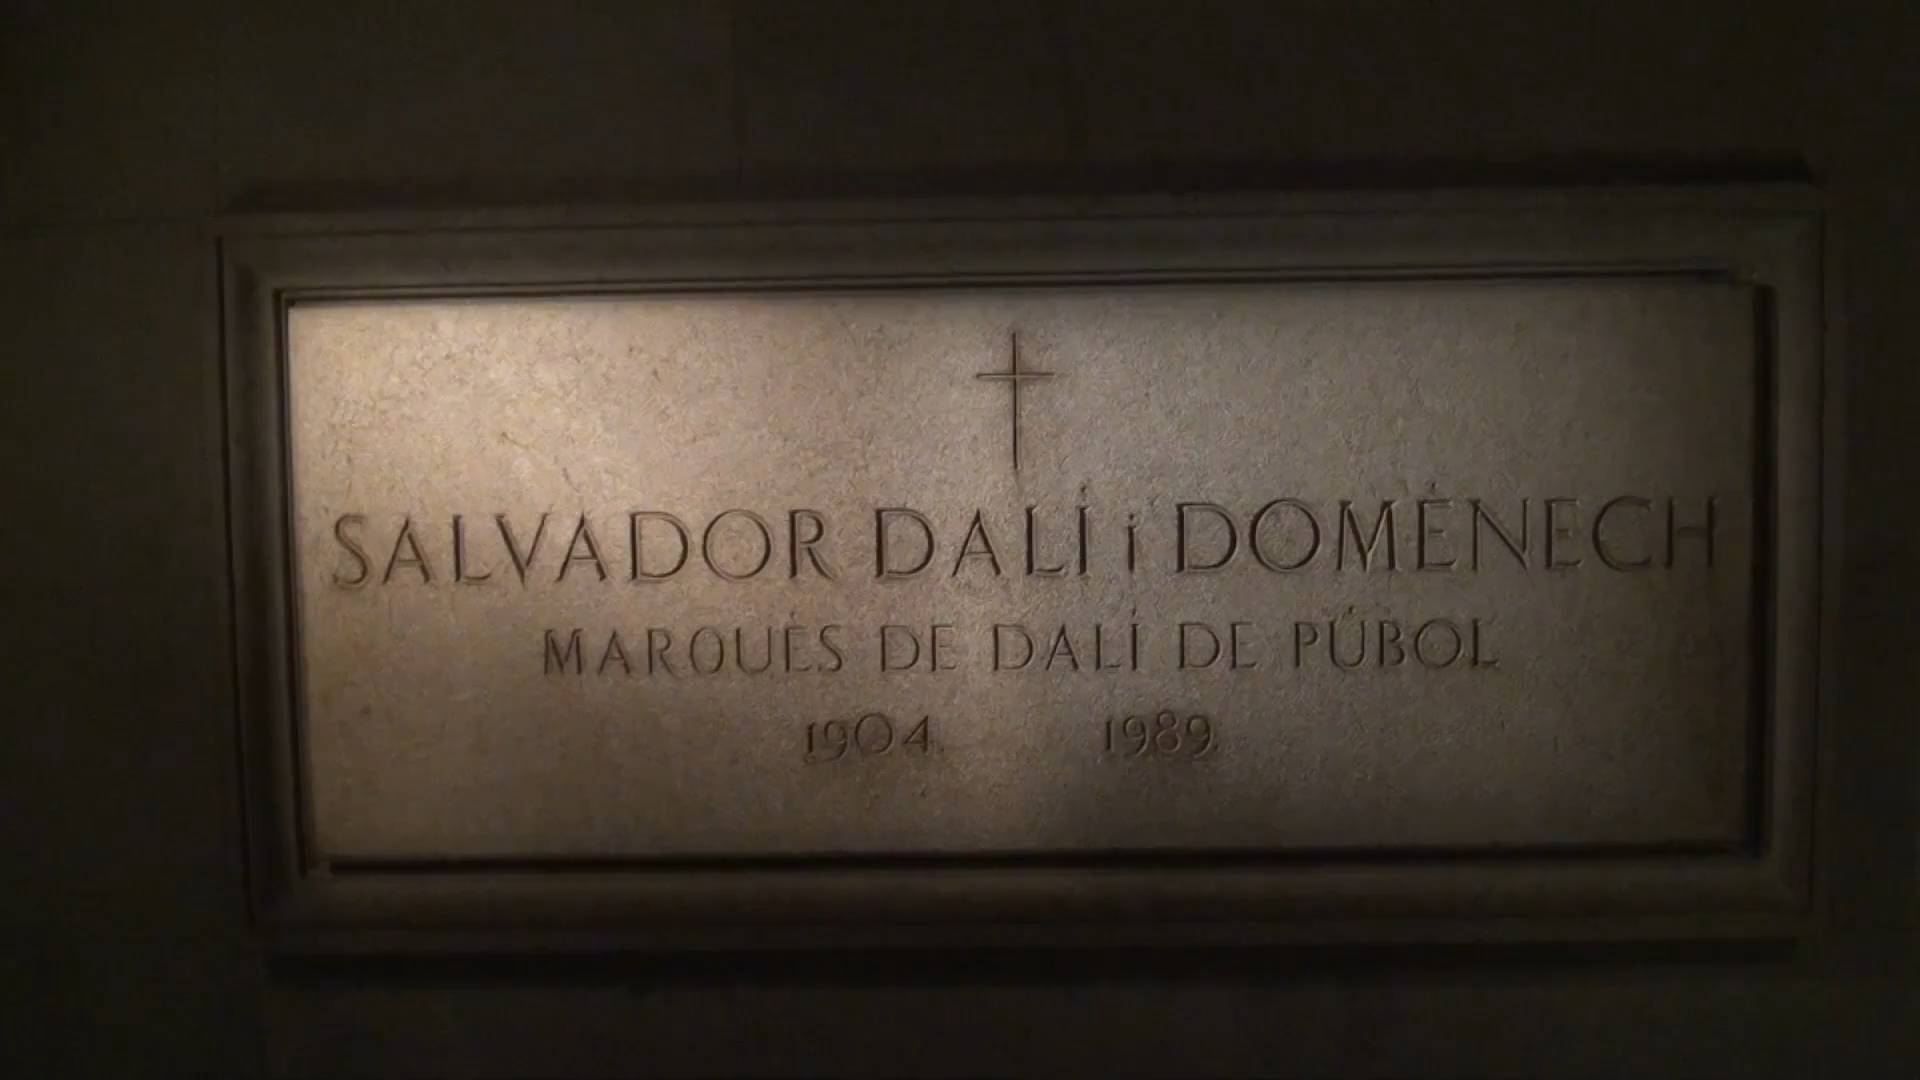 SALVADOR DALÍ i DOMÈNECH
MARQUÈS DE DALÍ DE PÚBOL
1904 1989